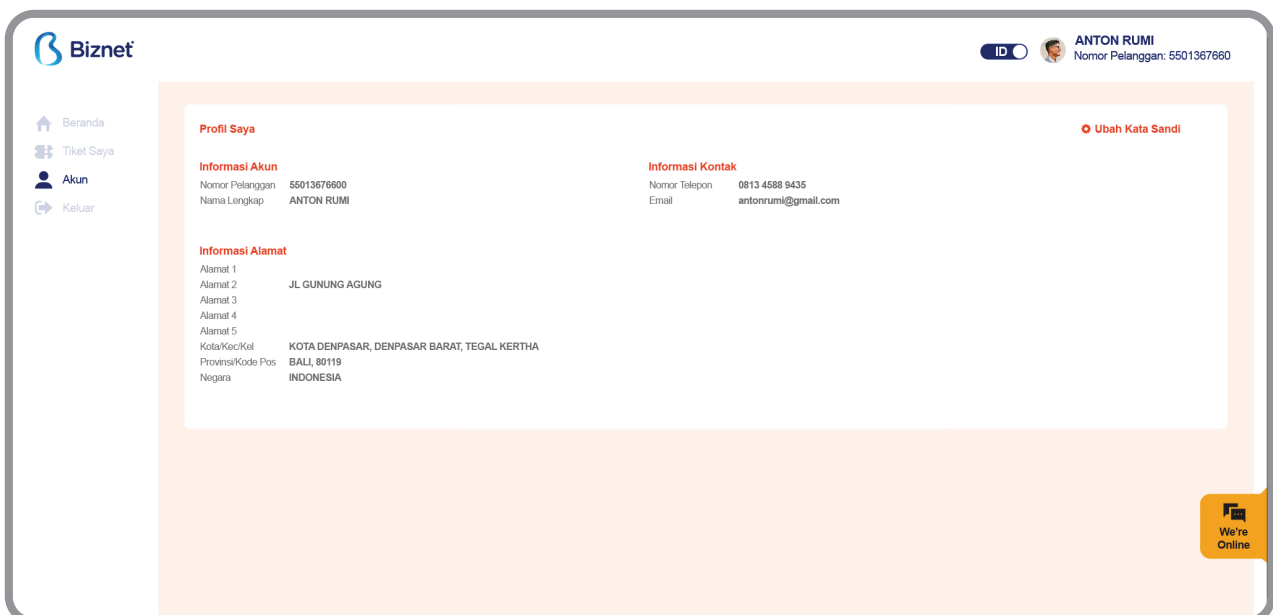 Biznet
ID
ANTON RUMI
Nomor Pelanggan: 5501367660
Beranda
Tiket Saya
Akun
Keluar
Profil Saya
Ubah Kata Sandi
Informasi Akun
Nomor Pelanggan 55013676600
Nama Lengkap ANTON RUMI
Informasi Kontak
Nomor Telepon 0813 4588 9435
Email antonrumi@gmail.com
Informasi Alamat
Alamat 1
Alamat 2 JL GUNUNG AGUNG
Alamat 3
Alamat 4
Alamat 5
Kota/Kec/Kel KOTA DENPASAR, DENPASAR BARAT, TEGAL KERTHA
Provinsi/Kode Pos BALI, 80119
Negara INDONESIA
We're
Online